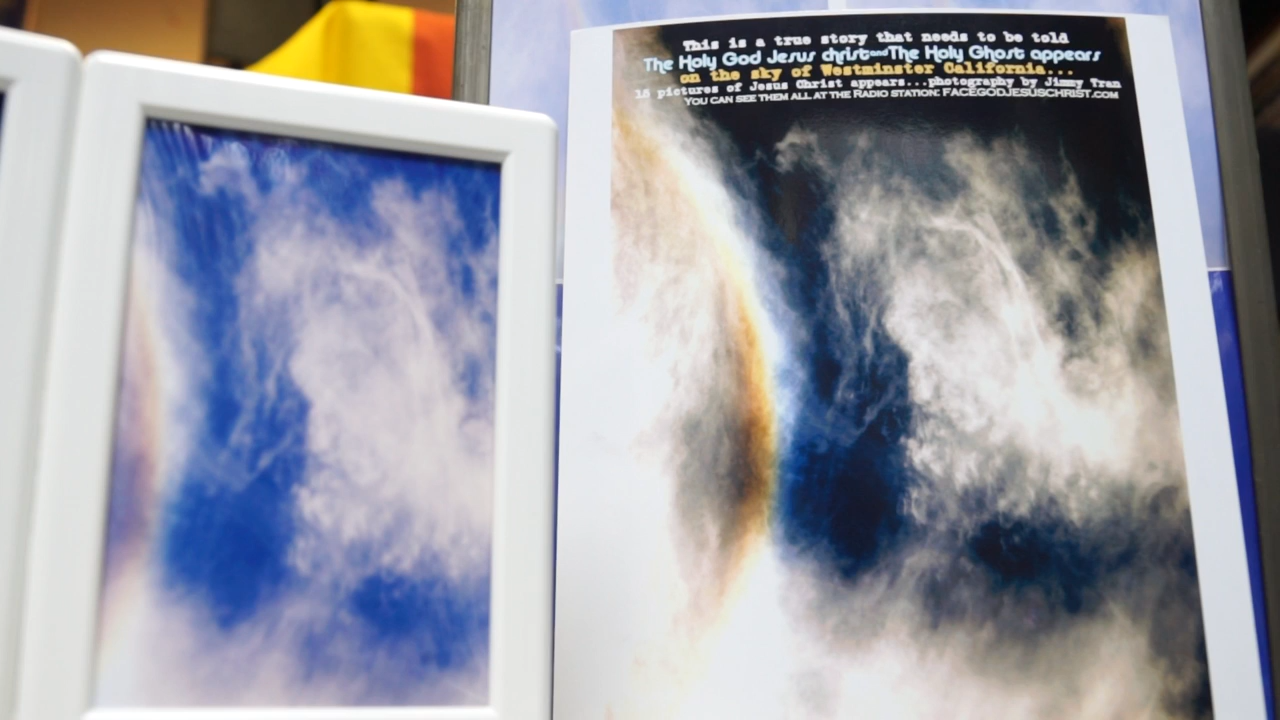 This is a true story that needs to be told
The Holy God Jesus christ and The Holy Ghost appears
on the sky of Westminster California...
15 pictures of Jesus Christ appears...photography by Jimmy Tran
YOU CAN SEE THEM ALL AT THE RADIO STATION: FACEGODJESUSCHRIST.COM